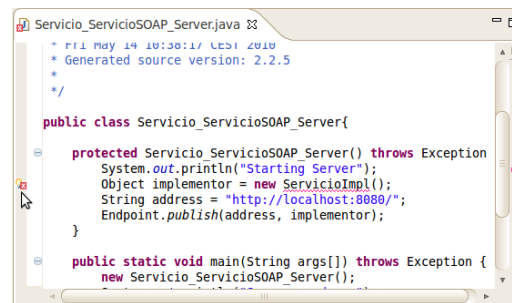 Servicio_ServicioSOAP_Server.java
* Fri May 14 10:38:17 CEST 2010
* Generated source version: 2.2.5
*
*/
public class Servicio_ServicioSOAP_Server{
protected Servicio_ServicioSOAP_Server() throws Exception
System.out.println("Starting Server");
Object implementor = new ServicioImpl();
String address = "http://localhost:8080/";
Endpoint.publish(address, implementor);
}
public static void main(String args[]) throws Exception {
new Servicio_ServicioSOAP_Server();